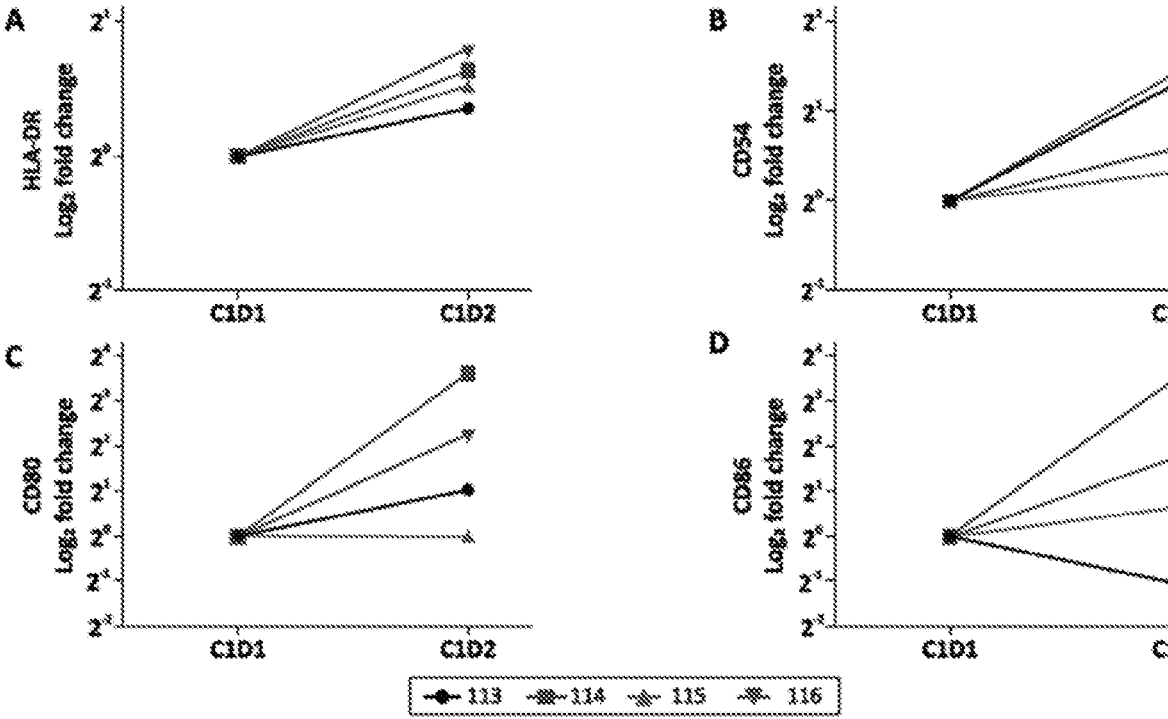 A
HLA-DR
Log₂ fold change
2¹
2⁰
2⁻¹
C1D1 C1D2
B
CD54
Log₂ fold change
2²
2¹
2⁰
2⁻¹
C1D1
C
CD80
Log₂ fold change
2⁴
2³
2²
2¹
2⁰
2⁻¹
2⁻²
C1D1 C1D2
D
CD86
Log₂ fold change
2⁴
2³
2²
2¹
2⁰
2⁻¹
2⁻²
C1D1
113 114 115 116